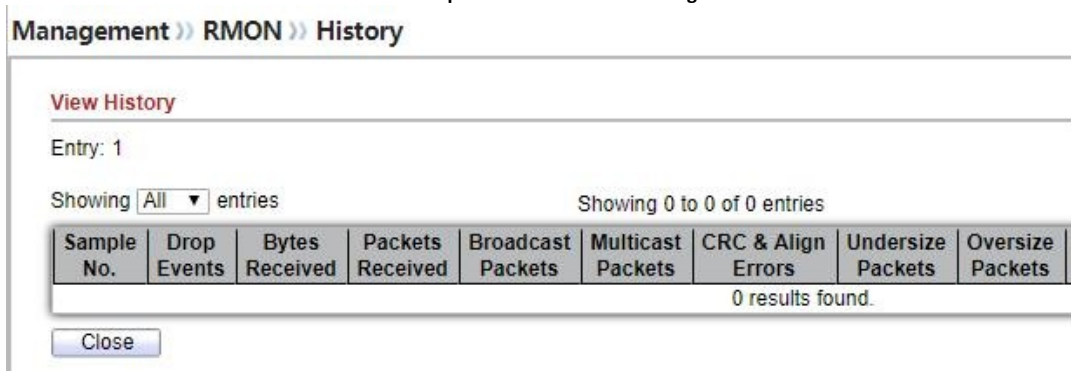 Management » RMON » History
View History
Entry: 1
Showing All ▼ entries
Showing 0 to 0 of 0 entries
Sample No. Drop Events Bytes Received Packets Received Broadcast Packets Multicast Packets CRC & Align Errors Undersize Packets Oversize Packets
0 results found.
Close